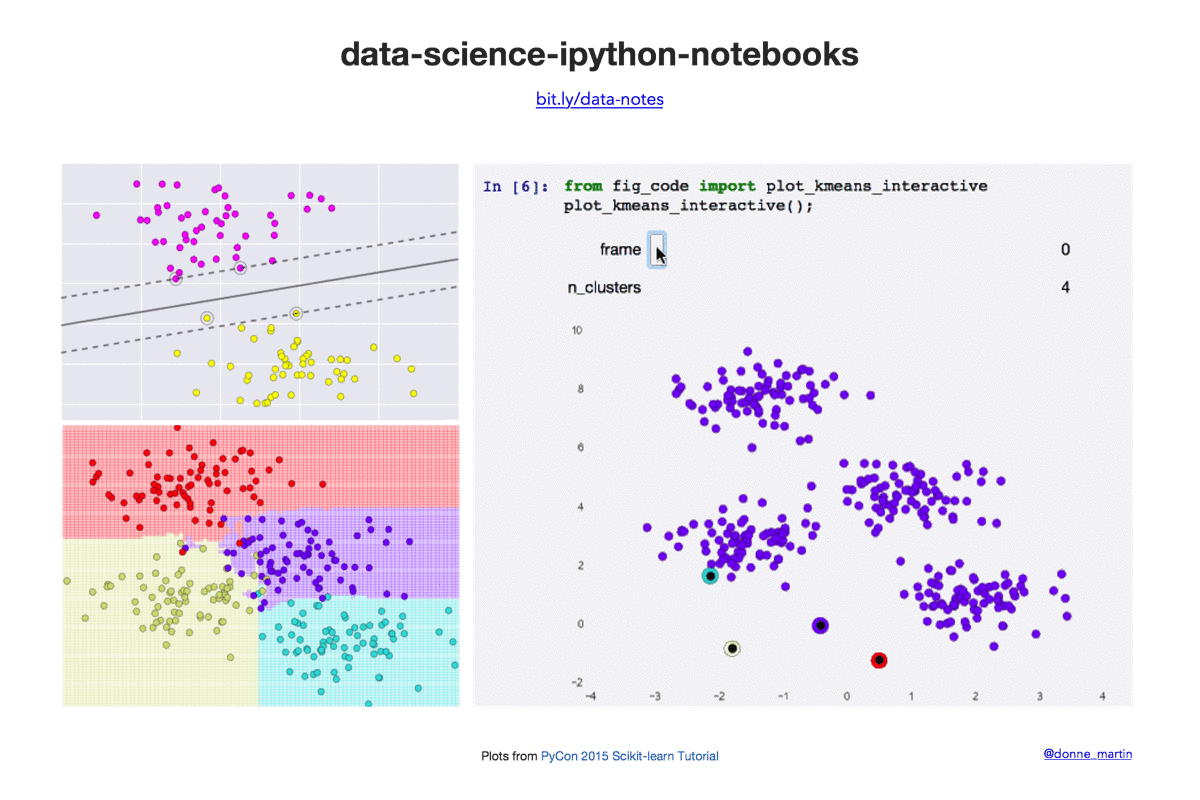 data-science-ipython-notebooks
bit.ly/data-notes
In [6]: from fig_code import plot_kmeans_interactive
plot_kmeans_interactive();
frame 0
n_clusters 4
10
8
6
4
2
0
-2
-4 -3 -2 -1 0 1 2 3 4
Plots from PyCon 2015 Scikit-learn Tutorial
@donne_martin